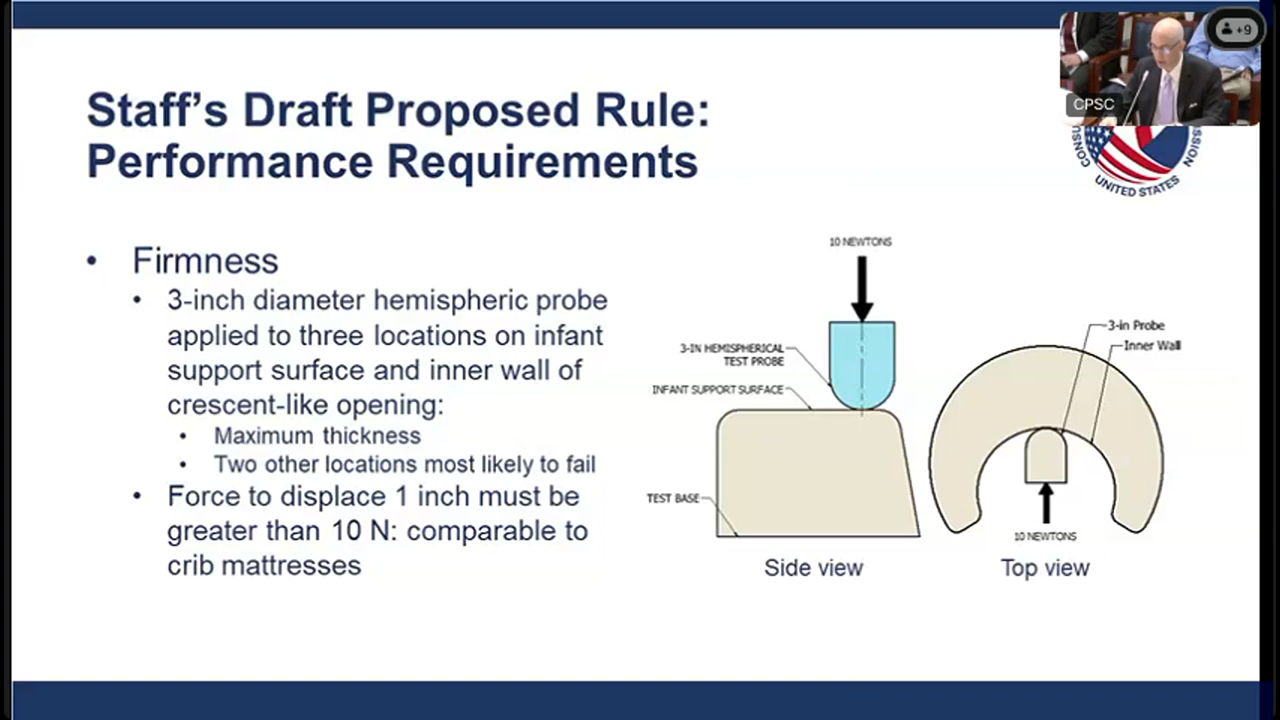 +9
CPSC
Staff's Draft Proposed Rule:
Performance Requirements
UNITED STATES
• Firmness
• 3-inch diameter hemispheric probe
applied to three locations on infant
support surface and inner wall of
crescent-like opening:
• Maximum thickness
• Two other locations most likely to fail
• Force to displace 1 inch must be
greater than 10 N: comparable to
crib mattresses
10 NEWTONS
3-IN HEMISPHERICAL
TEST PROBE
INFANT SUPPORT SURFACE
TEST BASE
Side view
3-in Probe
Inner Wall
10 NEWTONS
Top view